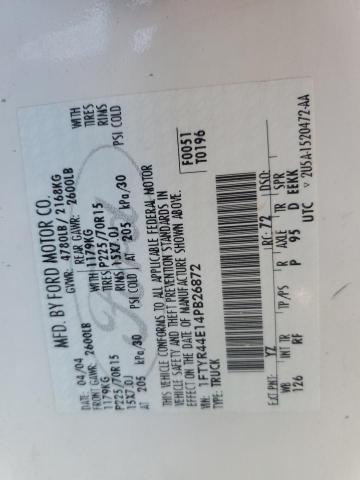 MFD. BY FORD MOTOR CO.
DATE: 04/04 GVWR: 4780LB / 2168KG
FRONT GAWR: 2600LB REAR GAWR: 2600LB
1179KG 1179KG WITH
P225/70R15 P225/70R15 TIRES
15X7.0J 15X7.0J RIMS
AT 205 kPa/30 PSI COLD AT 205 kPa/30 PSI COLD
THIS VEHICLE CONFORMS TO ALL APPLICABLE FEDERAL MOTOR
VEHICLE SAFETY AND THEFT PREVENTION STANDARDS IN
EFFECT ON THE DATE OF MANUFACTURE SHOWN ABOVE.
VIN: 1FTYR44E14PB26872 F0051
TYPE: TRUCK T0196
EXT PNT: YZ RC: 72 DSO:
WB INT TR TP/PS R AXLE TR SPR
126 RF P 95 D EEKK
UTC
2U5A-1520472-AA